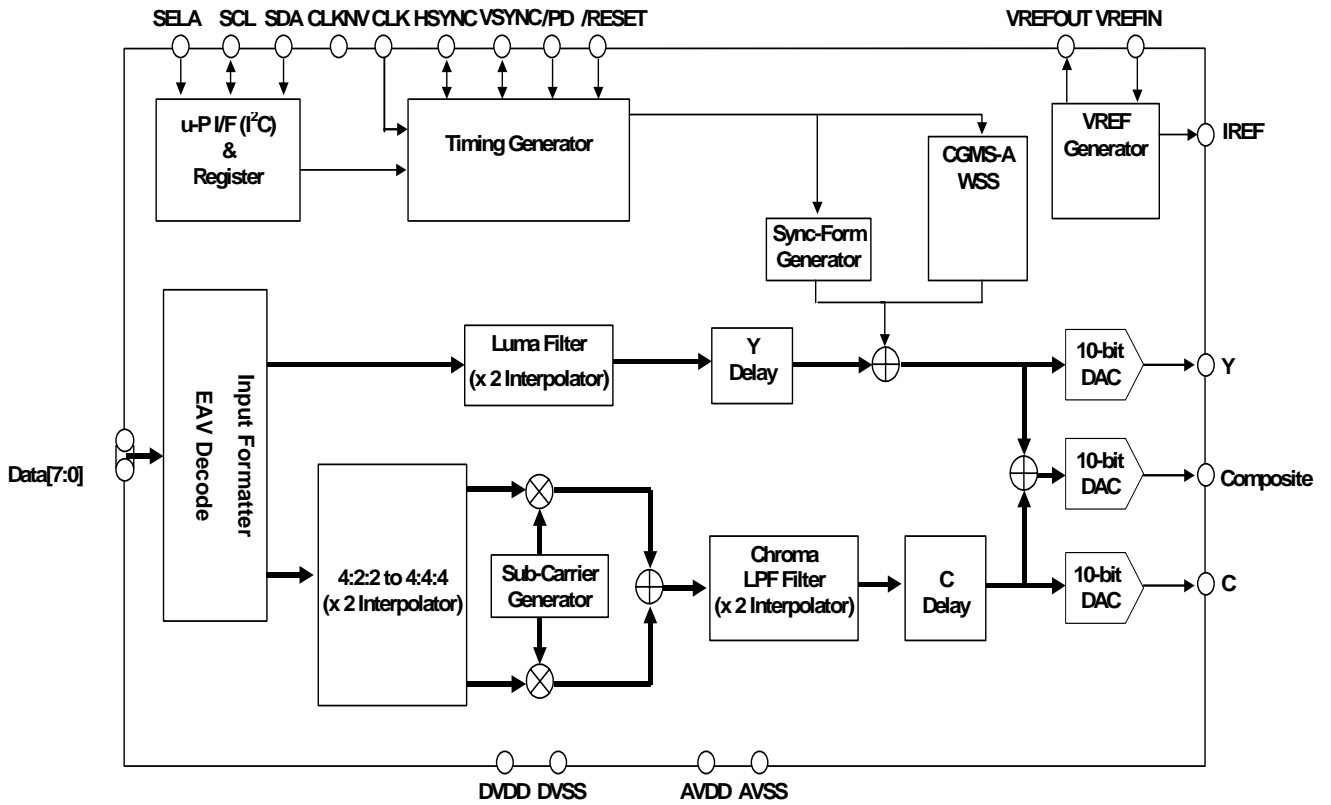 SELA SCL SDA CLKNV CLK HSYNC VSYNC /PD /RESET VREFOUT VREFIN
u-P I/F (I²C)
&
Register
Timing Generator
CGMS-A
WSS
VREF
Generator
IREF
Sync-Form
Generator
Input Formatter
EAV Decode
Luma Filter
(x 2 Interpolator)
Y
Delay
10-bit
DAC
Y
Data[7:0]
10-bit
DAC
Composite
4:2:2 to 4:4:4
(x 2 Interpolator)
Sub-Carrier
Generator
Chroma
LPF Filter
(x 2 Interpolator)
C
Delay
10-bit
DAC
C
DVDD DVSS AVDD AVSS